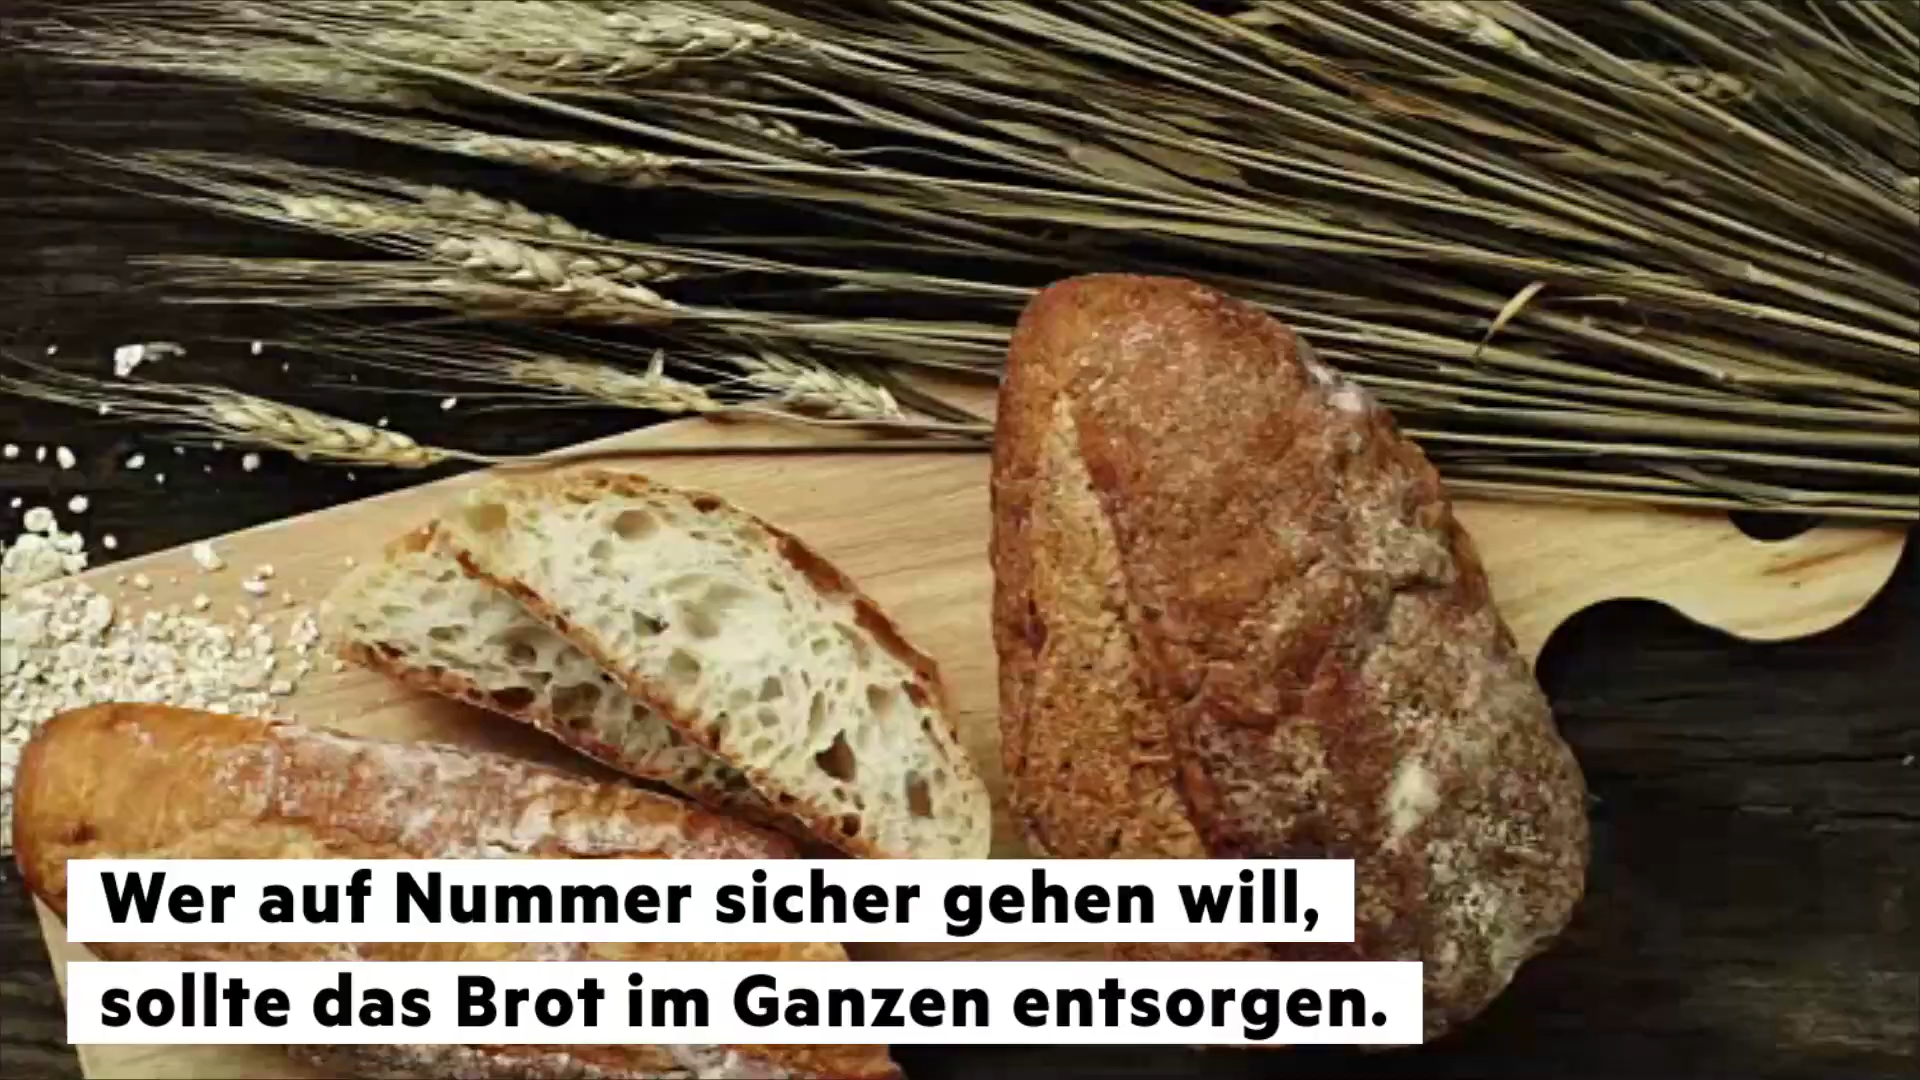 Wer auf Nummer sicher gehen will,
sollte das Brot im Ganzen entsorgen.